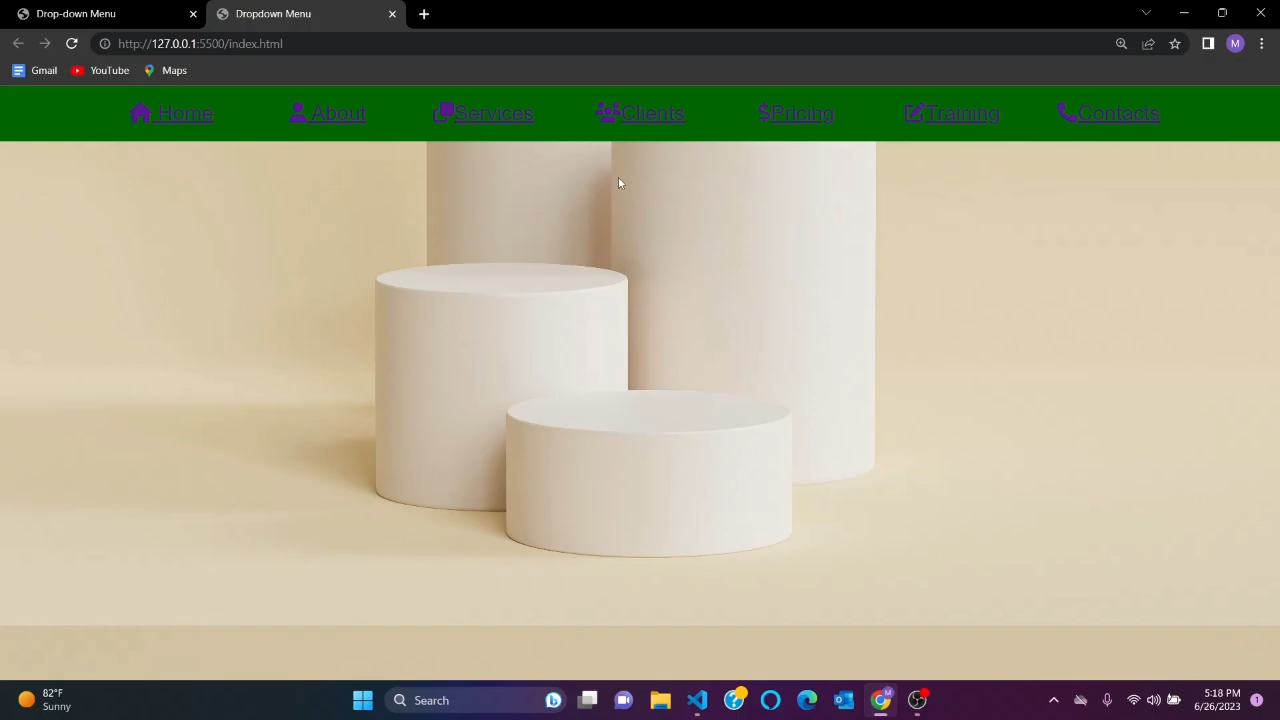 Drop-down Menu
Dropdown Menu
http://127.0.0.1:5500/index.html
M
Gmail
YouTube
Maps
Home
About
Services
Clients
$Pricing
Training
Contacts
82°F
Sunny
Search
5:18 PM
6/26/2023
1